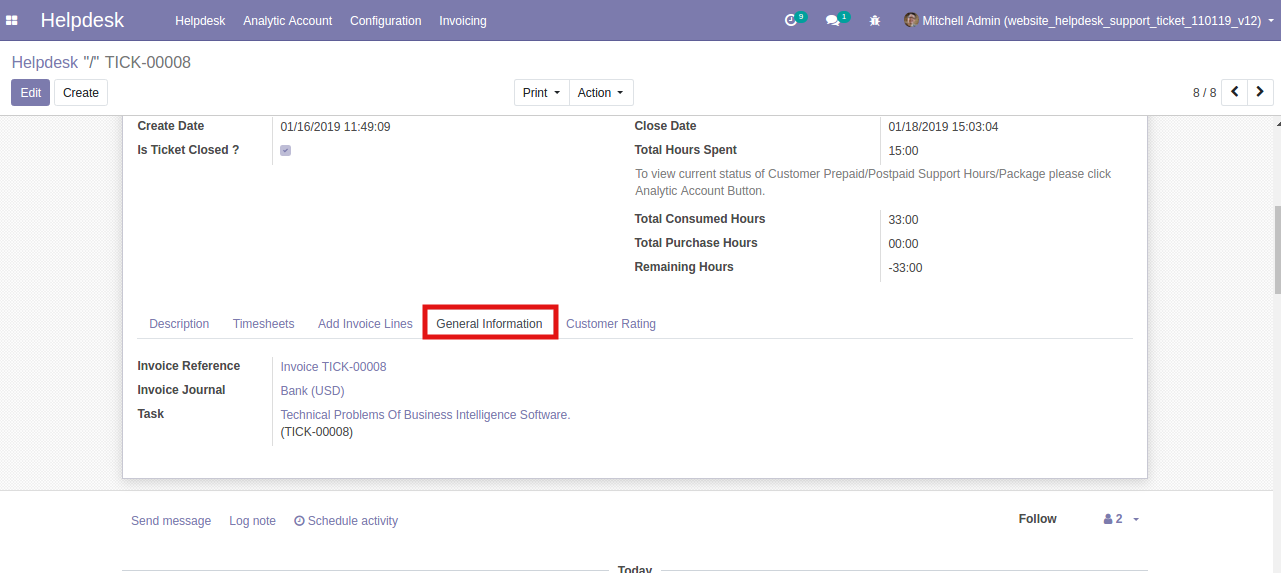 Helpdesk Helpdesk Analytic Account Configuration Invoicing 9 1 Mitchell Admin (website_helpdesk_support_ticket_110119_v12)
Helpdesk "/" TICK-00008
Edit Create Print Action 8 / 8
Create Date 01/16/2019 11:49:09 Close Date 01/18/2019 15:03:04
Is Ticket Closed ? Total Hours Spent 15:00
To view current status of Customer Prepaid/Postpaid Support Hours/Package please click
Analytic Account Button.
Total Consumed Hours 33:00
Total Purchase Hours 00:00
Remaining Hours -33:00
Description Timesheets Add Invoice Lines General Information Customer Rating
Invoice Reference Invoice TICK-00008
Invoice Journal Bank (USD)
Task Technical Problems Of Business Intelligence Software.
(TICK-00008)
Send message Log note Schedule activity Follow 2
Today